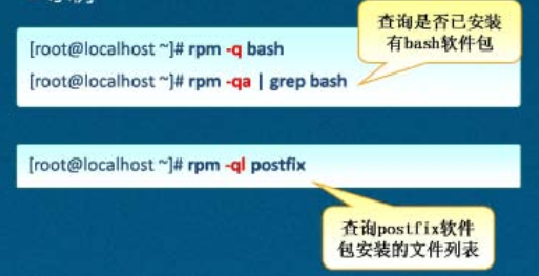 查询是否已安装
有bash软件包
[root@localhost ~]# rpm -q bash
[root@localhost ~]# rpm -qa | grep bash
[root@localhost ~]# rpm -ql postfix
查询postfix软件
包安装的文件列表